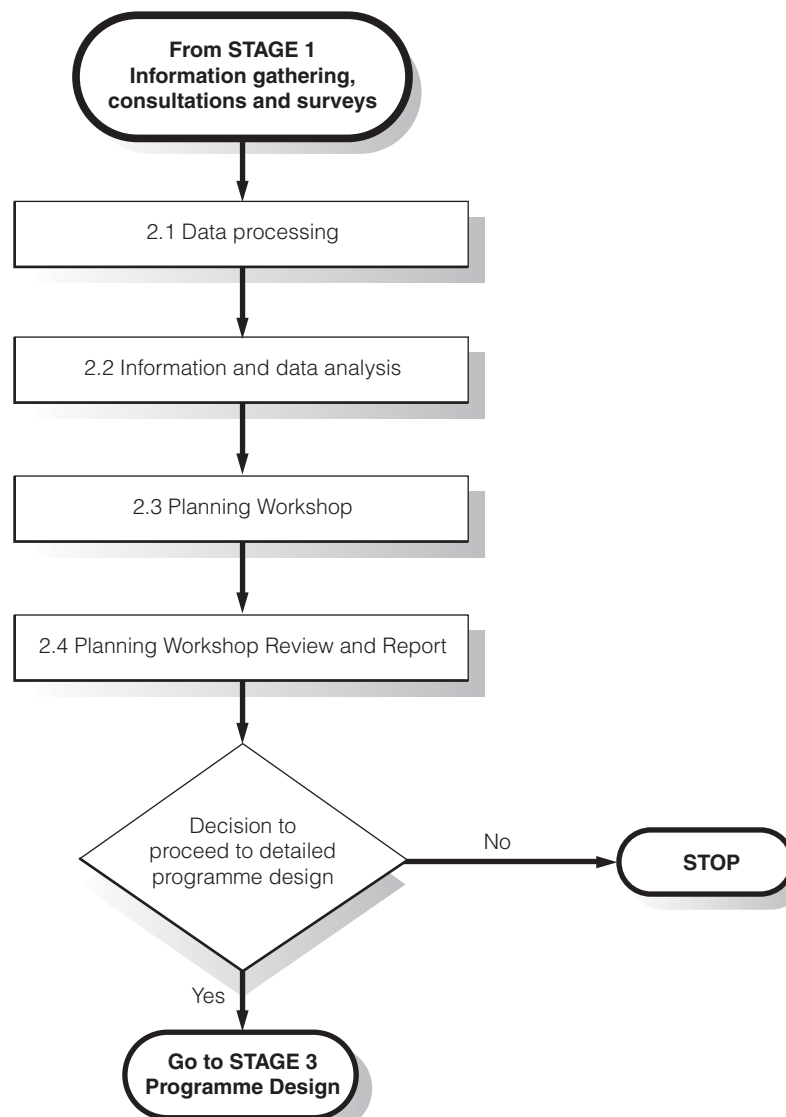 From STAGE 1
Information gathering,
consultations and surveys
2.1 Data processing
2.2 Information and data analysis
2.3 Planning Workshop
2.4 Planning Workshop Review and Report
Decision to
proceed to detailed
programme design
No
STOP
Yes
Go to STAGE 3
Programme Design